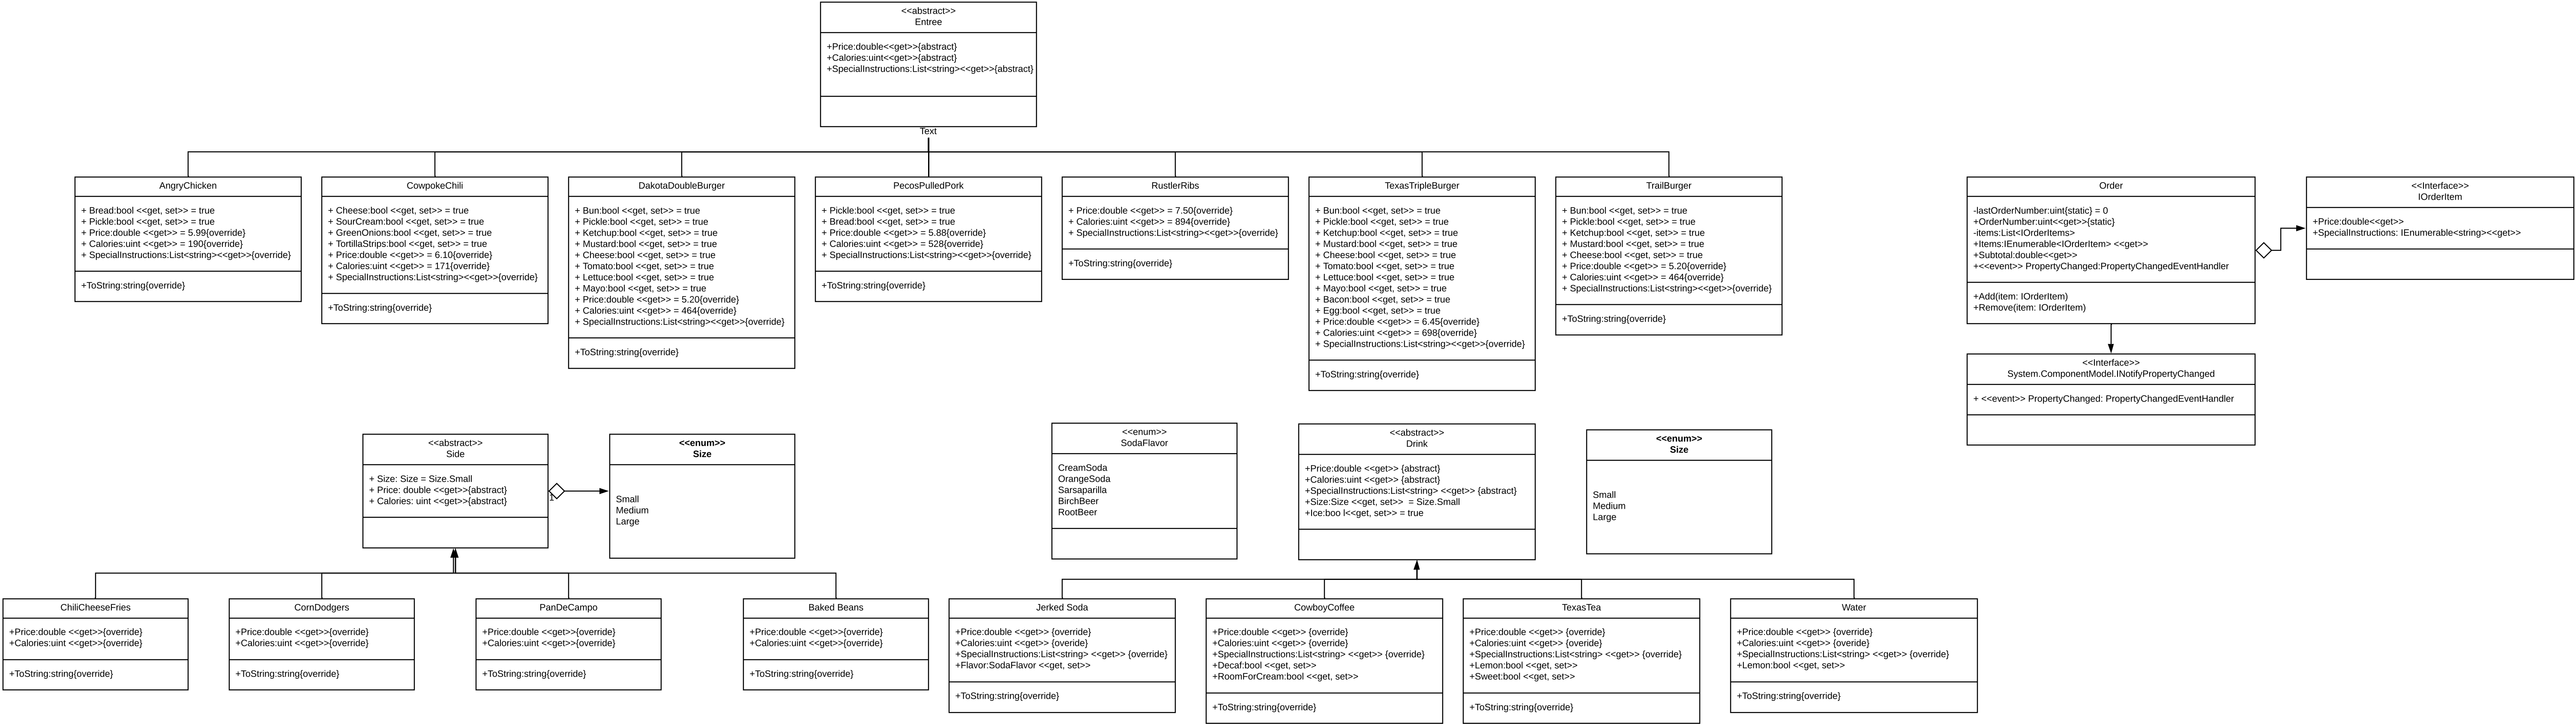 <<abstract>>
Entree
+Price:double<<get>>{abstract}
+Calories:uint<<get>>{abstract}
+SpecialInstructions:List<string><<get>>{abstract}
Text
AngryChicken
+ Bread:bool <<get, set>> = true
+ Pickle:bool <<get, set>> = true
+ Price:double <<get>> = 5.99{override}
+ Calories:uint <<get>> = 190{override}
+ SpecialInstructions:List<string><<get>>{override}
+ToString:string{override}
CowpokeChili
+ Cheese:bool <<get, set>> = true
+ SourCream:bool <<get, set>> = true
+ GreenOnions:bool <<get, set>> = true
+ TortillaStrips:bool <<get, set>> = true
+ Price:double <<get>> = 6.10{override}
+ Calories:uint <<get>> = 171{override}
+ SpecialInstructions:List<string><<get>>{override}
+ToString:string{override}
DakotaDoubleBurger
+ Bun:bool <<get, set>> = true
+ Pickle:bool <<get, set>> = true
+ Ketchup:bool <<get, set>> = true
+ Mustard:bool <<get, set>> = true
+ Cheese:bool <<get, set>> = true
+ Tomato:bool <<get, set>> = true
+ Lettuce:bool <<get, set>> = true
+ Mayo:bool <<get, set>> = true
+ Price:double <<get>> = 5.20{override}
+ Calories:uint <<get>> = 464{override}
+ SpecialInstructions:List<string><<get>>{override}
+ToString:string{override}
PecosPulledPork
+ Pickle:bool <<get, set>> = true
+ Bread:bool <<get, set>> = true
+ Price:double <<get>> = 5.88{override}
+ Calories:uint <<get>> = 528{override}
+ SpecialInstructions:List<string><<get>>{override}
+ToString:string{override}
RustlerRibs
+ Price:double <<get>> = 7.50{override}
+ Calories:uint <<get>> = 894{override}
+ SpecialInstructions:List<string><<get>>{override}
+ToString:string{override}
TexasTripleBurger
+ Bun:bool <<get, set>> = true
+ Pickle:bool <<get, set>> = true
+ Ketchup:bool <<get, set>> = true
+ Mustard:bool <<get, set>> = true
+ Cheese:bool <<get, set>> = true
+ Tomato:bool <<get, set>> = true
+ Lettuce:bool <<get, set>> = true
+ Mayo:bool <<get, set>> = true
+ Bacon:bool <<get, set>> = true
+ Egg:bool <<get, set>> = true
+ Price:double <<get>> = 6.45{override}
+ Calories:uint <<get>> = 698{override}
+ SpecialInstructions:List<string><<get>>{override}
+ToString:string{override}
TrailBurger
+ Bun:bool <<get, set>> = true
+ Pickle:bool <<get, set>> = true
+ Ketchup:bool <<get, set>> = true
+ Mustard:bool <<get, set>> = true
+ Cheese:bool <<get, set>> = true
+ Price:double <<get>> = 5.20{override}
+ Calories:uint <<get>> = 464{override}
+ SpecialInstructions:List<string><<get>>{override}
+ToString:string{override}
Order
-lastOrderNumber:uint{static} = 0
+OrderNumber:uint<<get>>{static}
-items:List<IOrderItems>
+Items:IEnumerable<IOrderItem> <<get>>
+Subtotal:double<<get>>
+<<event>> PropertyChanged:PropertyChangedEventHandler
+Add(item: IOrderItem)
+Remove(item: IOrderItem)
<<Interface>>
IOrderItem
+Price:double<<get>>
+SpecialInstructions: IEnumerable<string><<get>>
<<Interface>>
System.ComponentModel.INotifyPropertyChanged
+ <<event>> PropertyChanged: PropertyChangedEventHandler
<<abstract>>
Side
+ Size: Size = Size.Small
+ Price: double <<get>>{abstract}
+ Calories: uint <<get>>{abstract}
1
<<enum>>
Size
Small
Medium
Large
<<enum>>
SodaFlavor
CreamSoda
OrangeSoda
Sarsaparilla
BirchBeer
RootBeer
<<abstract>>
Drink
+Price:double <<get>> {abstract}
+Calories:uint <<get>> {abstract}
+SpecialInstructions:List<string> <<get>> {abstract}
+Size:Size <<get, set>>  = Size.Small
+Ice:boo l<<get, set>> = true
<<enum>>
Size
Small
Medium
Large
ChiliCheeseFries
+Price:double <<get>>{override}
+Calories:uint <<get>>{override}
+ToString:string{override}
CornDodgers
+Price:double <<get>>{override}
+Calories:uint <<get>>{override}
+ToString:string{override}
PanDeCampo
+Price:double <<get>>{override}
+Calories:uint <<get>>{override}
+ToString:string{override}
Baked Beans
+Price:double <<get>>{override}
+Calories:uint <<get>>{override}
+ToString:string{override}
Jerked Soda
+Price:double <<get>> {override}
+Calories:uint <<get>> {overide}
+SpecialInstructions:List<string> <<get>> {override}
+Flavor:SodaFlavor <<get, set>>
+ToString:string{override}
CowboyCoffee
+Price:double <<get>> {override}
+Calories:uint <<get>> {overide}
+SpecialInstructions:List<string> <<get>> {override}
+Decaf:bool <<get, set>>
+RoomForCream:bool <<get, set>>
+ToString:string{override}
TexasTea
+Price:double <<get>> {override}
+Calories:uint <<get>> {overide}
+SpecialInstructions:List<string> <<get>> {override}
+Lemon:bool <<get, set>>
+Sweet:bool <<get, set>>
+ToString:string{override}
Water
+Price:double <<get>> {override}
+Calories:uint <<get>> {overide}
+SpecialInstructions:List<string> <<get>> {override}
+Lemon:bool <<get, set>>
+ToString:string{override}